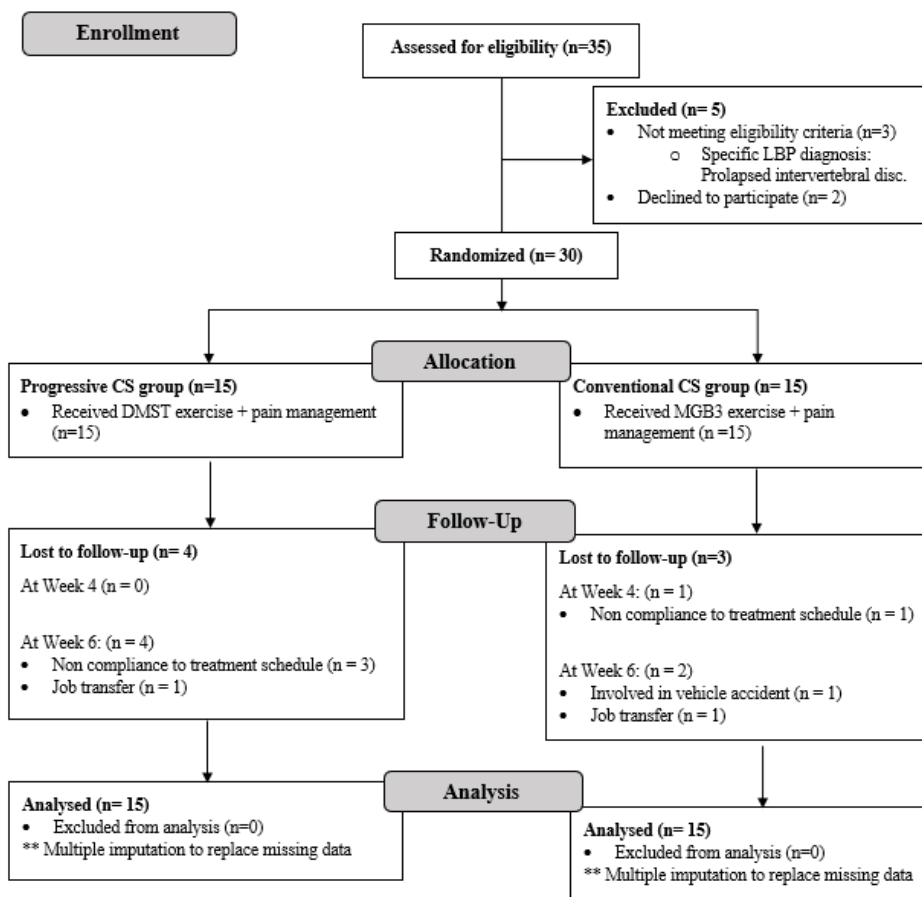 Enrollment
Assessed for eligibility (n=35)
Excluded (n= 5)
• Not meeting eligibility criteria (n=3)
o Specific LBP diagnosis:
Prolapsed intervertebral disc.
• Declined to participate (n= 2)
Randomized (n= 30)
Allocation
Progressive CS group (n=15)
• Received DMST exercise + pain management
(n=15)
Conventional CS group (n= 15)
• Received MGB3 exercise + pain
management (n =15)
Follow-Up
Lost to follow-up (n= 4)
At Week 4 (n = 0)
At Week 6: (n = 4)
• Non compliance to treatment schedule (n = 3)
• Job transfer (n = 1)
Lost to follow-up (n=3)
At Week 4: (n = 1)
• Non compliance to treatment schedule (n = 1)
At Week 6: (n = 2)
• Involved in vehicle accident (n = 1)
• Job transfer (n = 1)
Analysis
Analysed (n= 15)
• Excluded from analysis (n=0)
** Multiple imputation to replace missing data
Analysed (n= 15)
• Excluded from analysis (n=0)
** Multiple imputation to replace missing data